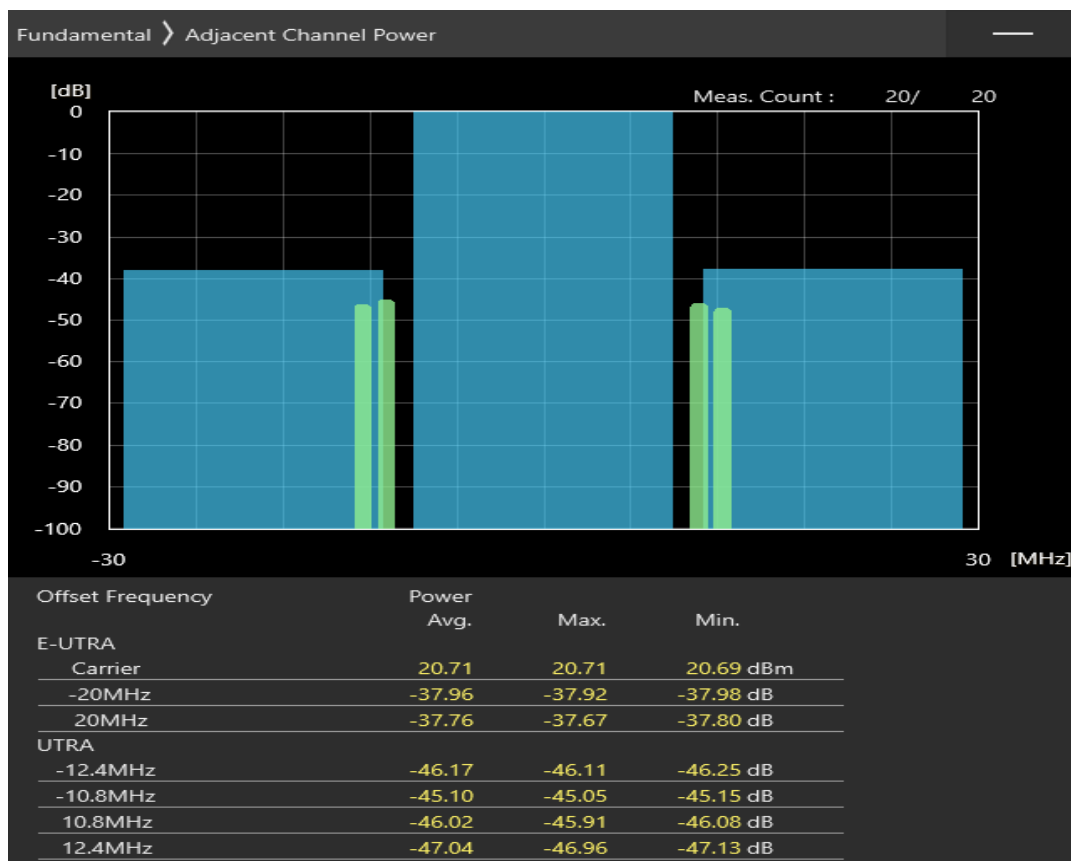 Fundamental ❯ Adjacent Channel Power
[dB]
Meas. Count : 20/ 20
0
-10
-20
-30
-40
-50
-60
-70
-80
-90
-100
-30 30 [MHz]
Offset Frequency Power
Avg. Max. Min.
E-UTRA
Carrier 20.71 20.71 20.69 dBm
-20MHz -37.96 -37.92 -37.98 dB
20MHz -37.76 -37.67 -37.80 dB
UTRA
-12.4MHz -46.17 -46.11 -46.25 dB
-10.8MHz -45.10 -45.05 -45.15 dB
10.8MHz -46.02 -45.91 -46.08 dB
12.4MHz -47.04 -46.96 -47.13 dB